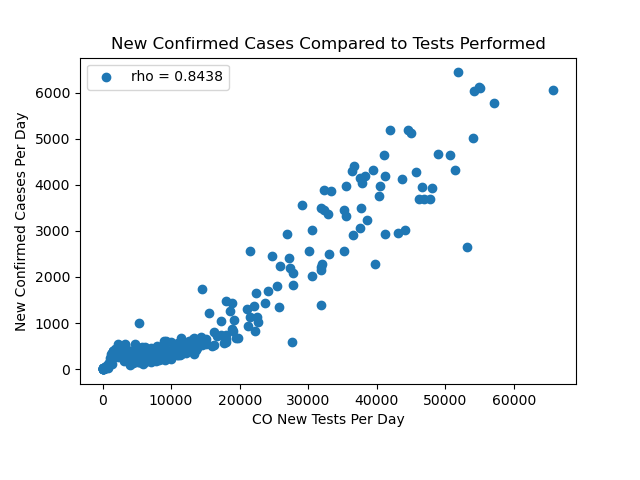 New Confirmed Cases Compared to Tests Performed
rho = 0.8438
6000
5000
4000
3000
2000
1000
0
New Confirmed Caeses Per Day
0 10000 20000 30000 40000 50000 60000
CO New Tests Per Day